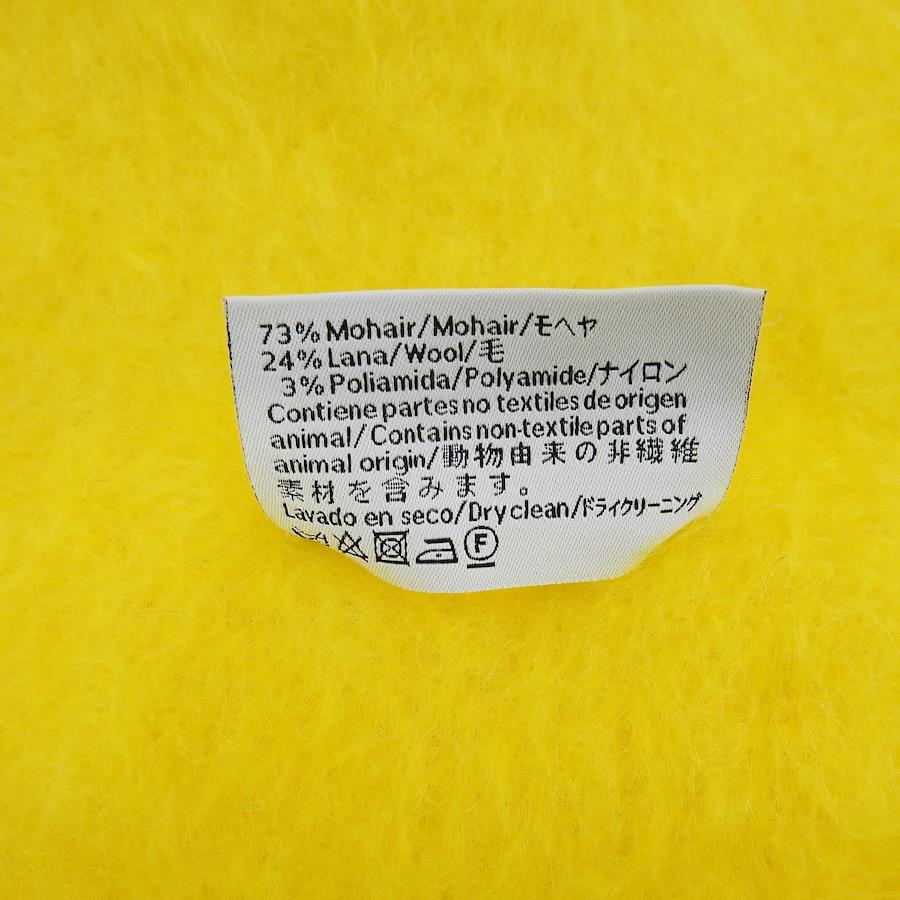 73% Mohair/Mohair/モヘヤ
24% Lana/Wool/毛
3% Poliamida/Polyamide/ナイロン
Contiene partes no textiles de origen
animal/Contains non-textile parts of
animal origin/動物由来の非繊維
素材を含みます。
Lavado en seco/Dry clean/ドライクリーニング
F